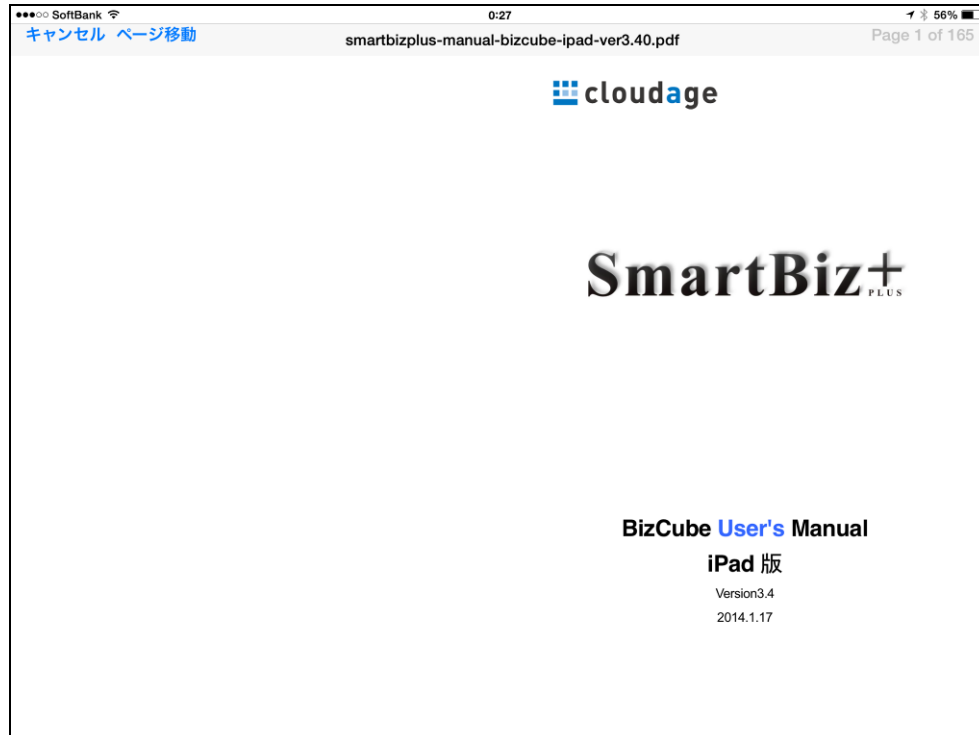 ●●●○○ SoftBank 0:27 56%
キャンセル ページ移動 smartbizplus-manual-bizcube-ipad-ver3.40.pdf Page 1 of 165
cloudage
SmartBiz+
PLUS
BizCube User's Manual
iPad 版
Version3.4
2014.1.17